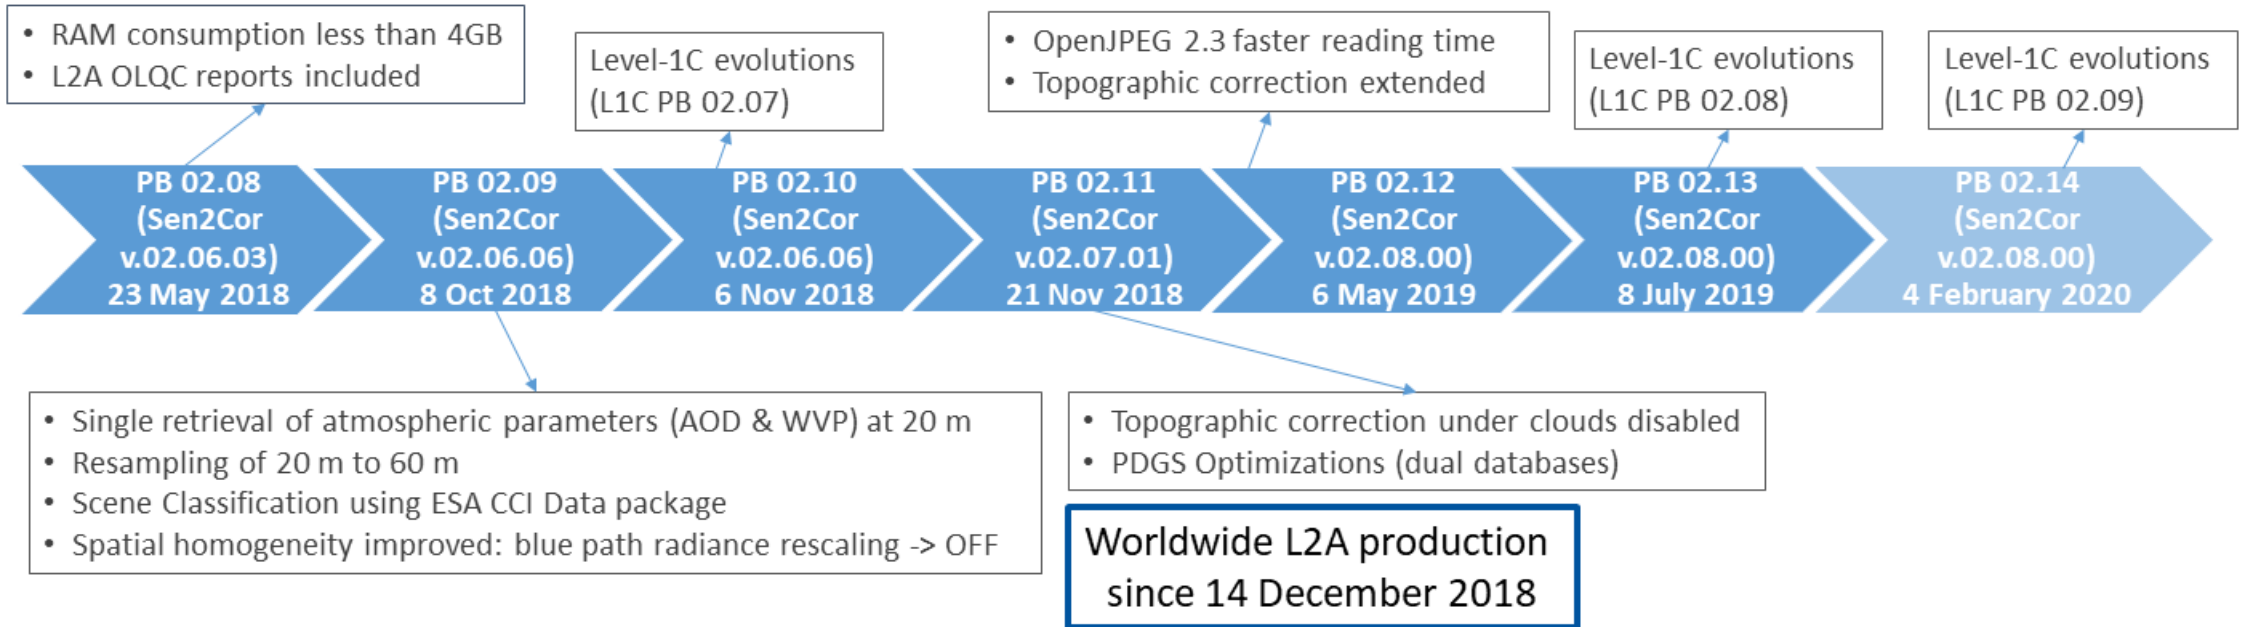 • RAM consumption less than 4GB
• L2A OLQC reports included
Level-1C evolutions
(L1C PB 02.07)
• OpenJPEG 2.3 faster reading time
• Topographic correction extended
Level-1C evolutions
(L1C PB 02.08)
Level-1C evolutions
(L1C PB 02.09)
PB 02.08
(Sen2Cor
v.02.06.03)
23 May 2018
PB 02.09
(Sen2Cor
v.02.06.06)
8 Oct 2018
PB 02.10
(Sen2Cor
v.02.06.06)
6 Nov 2018
PB 02.11
(Sen2Cor
v.02.07.01)
21 Nov 2018
PB 02.12
(Sen2Cor
v.02.08.00)
6 May 2019
PB 02.13
(Sen2Cor
v.02.08.00)
8 July 2019
PB 02.14
(Sen2Cor
v.02.08.00)
4 February 2020
• Single retrieval of atmospheric parameters (AOD & WVP) at 20 m
• Resampling of 20 m to 60 m
• Scene Classification using ESA CCI Data package
• Spatial homogeneity improved: blue path radiance rescaling -> OFF
• Topographic correction under clouds disabled
• PDGS Optimizations (dual databases)
Worldwide L2A production
since 14 December 2018